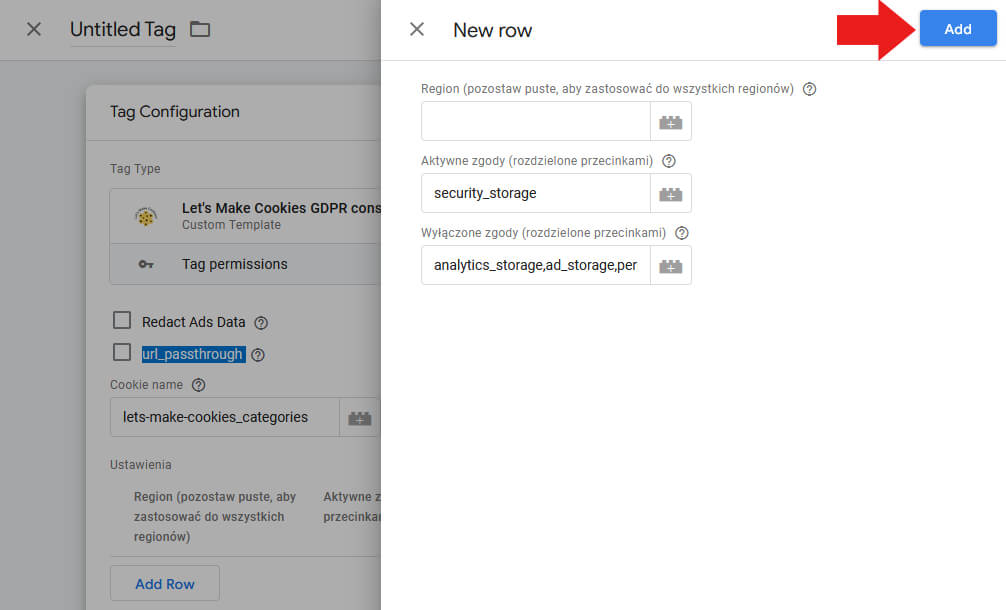 Untitled Tag
New row
Add
Tag Configuration
Tag Type
Let's Make Cookies GDPR cons
Custom Template
Tag permissions
Redact Ads Data
url_passthrough
Cookie name
lets-make-cookies_categories
Ustawienia
Region (pozostaw puste, aby
zastosować do wszystkich
regionów)
Aktywne z
przecinkan
Add Row
Region (pozostaw puste, aby zastosować do wszystkich regionów)
Aktywne zgody (rozdzielone przecinkami)
security_storage
Wyłączone zgody (rozdzielone przecinkami)
analytics_storage,ad_storage,per